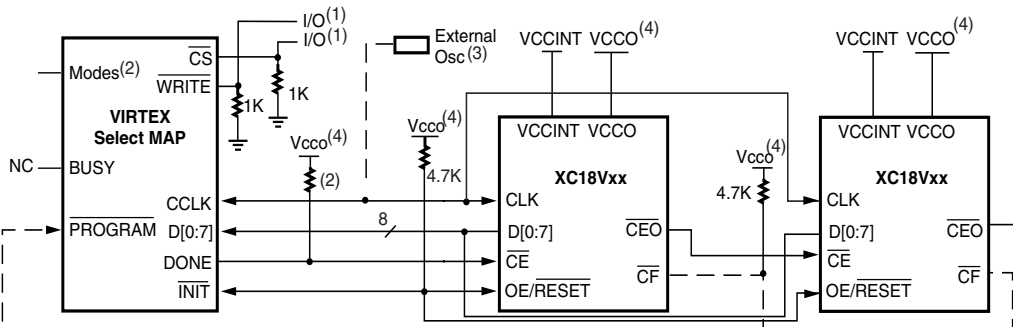 I/O(1)
I/O(1)
External
Osc(3)
VCCINT VCCO(4)
VCCINT VCCO(4)
CS
Modes(2)
WRITE
1K
1K
VIRTEX
Select MAP
Vcco(4)
Vcco(4)
VCCINT VCCO
VCCINT VCCO
NC
BUSY
(2)
4.7K
XC18Vxx
Vcco(4)
4.7K
XC18Vxx
CCLK
CLK
CLK
PROGRAM
D[0:7]
8
D[0:7]
CEO
D[0:7]
CEO
DONE
CE
CF
CE
CF
INIT
OE/RESET
OE/RESET